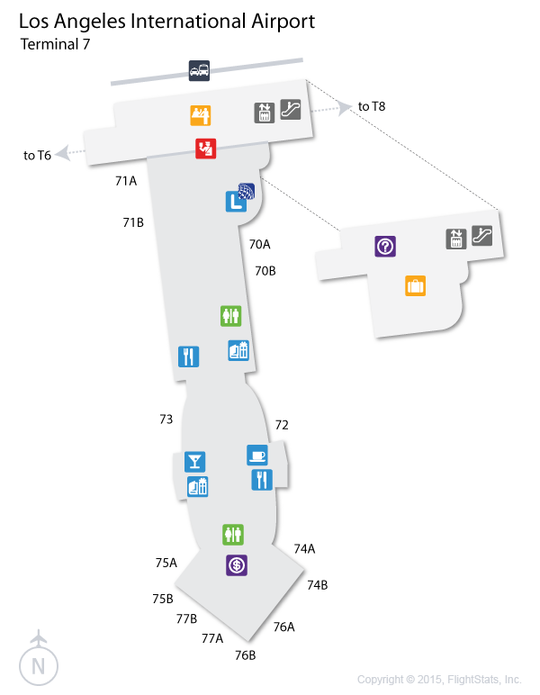 Los Angeles International Airport
Terminal 7
to T8
to T6
71A
L
71B
70A
70B
73
72
74A
75A
$
?
74B
75B
77B
76A
77A
76B
N
Copyright © 2015, FlightStats, Inc.